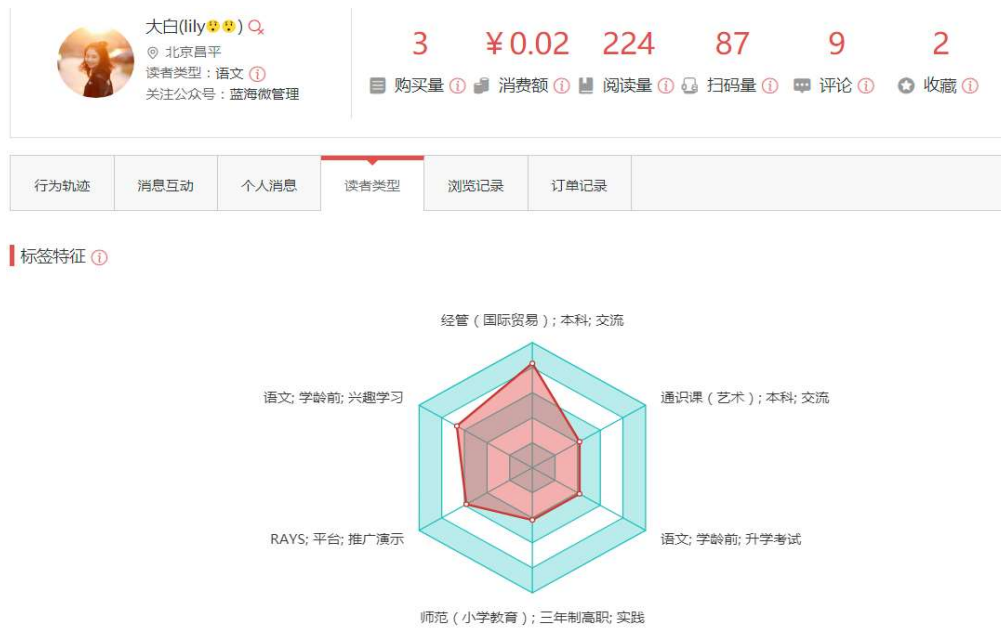 大白(lily😲😲)
北京昌平
读者类型：语文
关注公众号：蓝海微管理
3 ¥0.02 224 87 9 2
购买量 消费额 阅读量 扫码量 评论 收藏
行为轨迹 消息互动 个人消息 读者类型 浏览记录 订单记录
标签特征
经管（国际贸易）; 本科; 交流
语文; 学龄前; 兴趣学习 通识课（艺术）; 本科; 交流
RAYS; 平台; 推广演示 语文; 学龄前; 升学考试
师范（小学教育）; 三年制高职; 实践